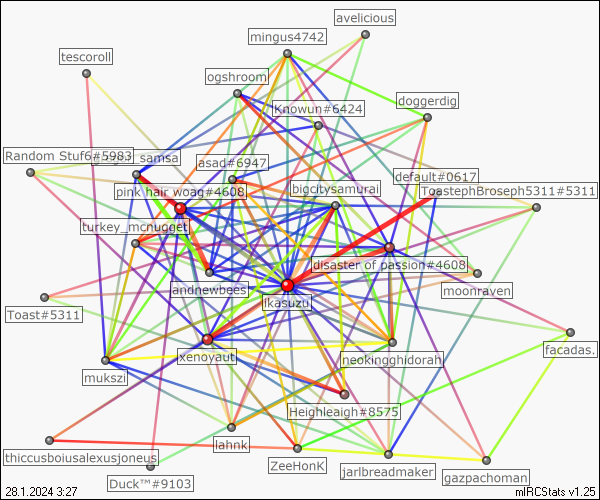 avelicious
mingus4742
tescoroll
ogshroom
doggerdig
Knowun#6424
Random Stuf6#5983
samsa
asad#6947
default#0617
pink hair woag#4608
bigcitysamurai
ToastephBroseph5311#5311
turkey_mcnugget
disaster of passion#4608
andnewbees
moonraven
Ikasuzu
Toast#5311
xenoyaut
neokingghidorah
facadas.
mukszi
Heighleaigh#8575
lahnk
thiccusboiusalexusjoneus
ZeeHonK
jarlbreadmaker
gazpachoman
Duck™#9103
28.1.2024 3:27
mIRCStats v1.25